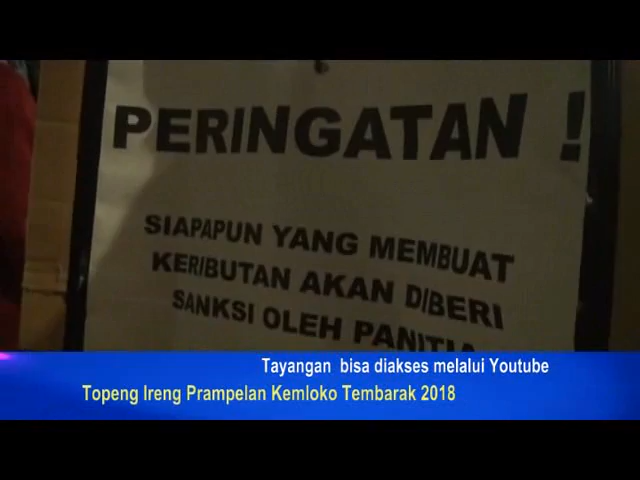 PERINGATAN !
SIAPAPUN YANG MEMBUAT
KERIBUTAN AKAN DIBERI
SANKSI OLEH PANITIA
Tayangan bisa diakses melalui Youtube
Topeng Ireng Prampelan Kemloko Tembarak 2018